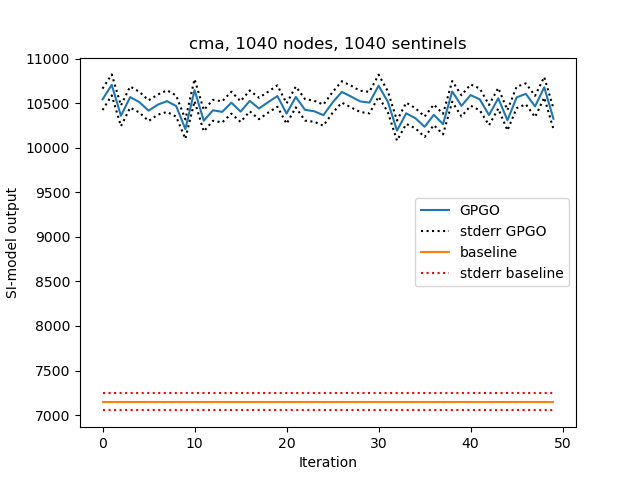 cma, 1040 nodes, 1040 sentinels
11000
10500
10000
9500
9000
8500
8000
7500
7000
SI-model output
GPGO
stderr GPGO
baseline
stderr baseline
0
10
20
30
40
50
Iteration